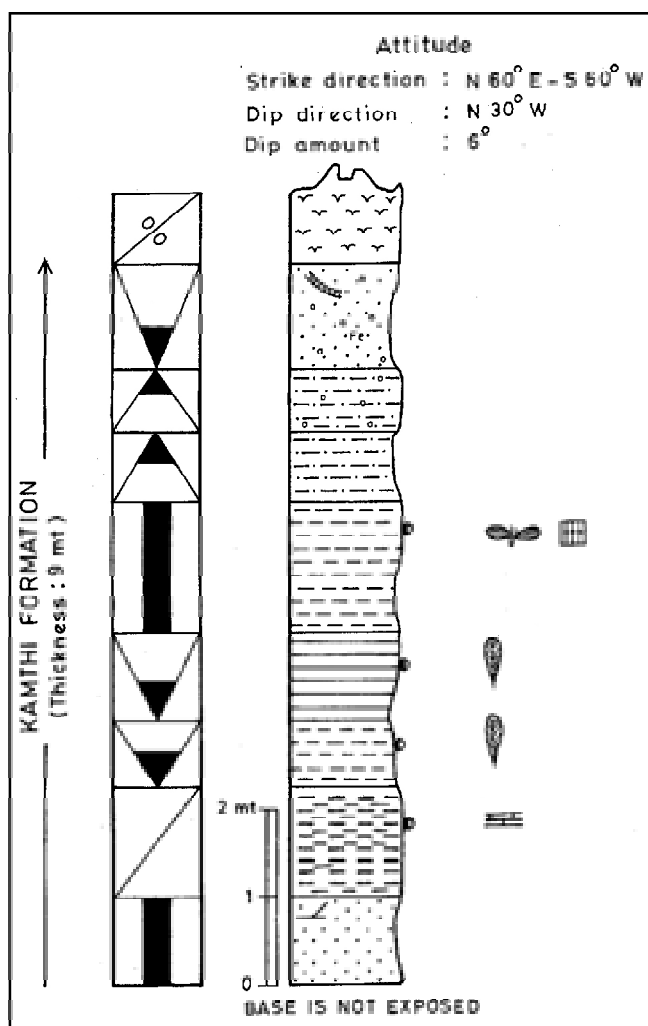 Attitude
Strike direction : N 60° E - S 60° W
Dip direction : N 30° W
Dip amount : 6°
Fe
KAMTHI FORMATION
(Thickness : 9 mt)
2 mt
1
0
BASE IS NOT EXPOSED